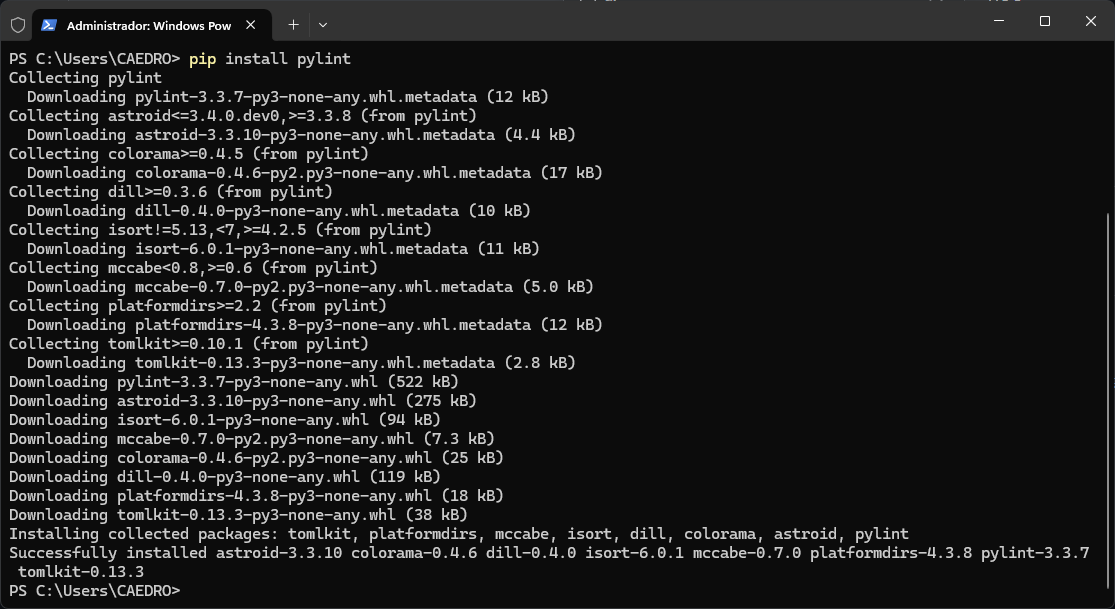 Administrador: Windows Pow
PS C:\Users\CAEDRO> pip install pylint
Collecting pylint
  Downloading pylint-3.3.7-py3-none-any.whl.metadata (12 kB)
Collecting astroid<=3.4.0.dev0,>=3.3.8 (from pylint)
  Downloading astroid-3.3.10-py3-none-any.whl.metadata (4.4 kB)
Collecting colorama>=0.4.5 (from pylint)
  Downloading colorama-0.4.6-py2.py3-none-any.whl.metadata (17 kB)
Collecting dill>=0.3.6 (from pylint)
  Downloading dill-0.4.0-py3-none-any.whl.metadata (10 kB)
Collecting isort!=5.13,<7,>=4.2.5 (from pylint)
  Downloading isort-6.0.1-py3-none-any.whl.metadata (11 kB)
Collecting mccabe<0.8,>=0.6 (from pylint)
  Downloading mccabe-0.7.0-py2.py3-none-any.whl.metadata (5.0 kB)
Collecting platformdirs>=2.2 (from pylint)
  Downloading platformdirs-4.3.8-py3-none-any.whl.metadata (12 kB)
Collecting tomlkit>=0.10.1 (from pylint)
  Downloading tomlkit-0.13.3-py3-none-any.whl.metadata (2.8 kB)
Downloading pylint-3.3.7-py3-none-any.whl (522 kB)
Downloading astroid-3.3.10-py3-none-any.whl (275 kB)
Downloading isort-6.0.1-py3-none-any.whl (94 kB)
Downloading mccabe-0.7.0-py2.py3-none-any.whl (7.3 kB)
Downloading colorama-0.4.6-py2.py3-none-any.whl (25 kB)
Downloading dill-0.4.0-py3-none-any.whl (119 kB)
Downloading platformdirs-4.3.8-py3-none-any.whl (18 kB)
Downloading tomlkit-0.13.3-py3-none-any.whl (38 kB)
Installing collected packages: tomlkit, platformdirs, mccabe, isort, dill, colorama, astroid, pylint
Successfully installed astroid-3.3.10 colorama-0.4.6 dill-0.4.0 isort-6.0.1 mccabe-0.7.0 platformdirs-4.3.8 pylint-3.3.7
 tomlkit-0.13.3
PS C:\Users\CAEDRO>